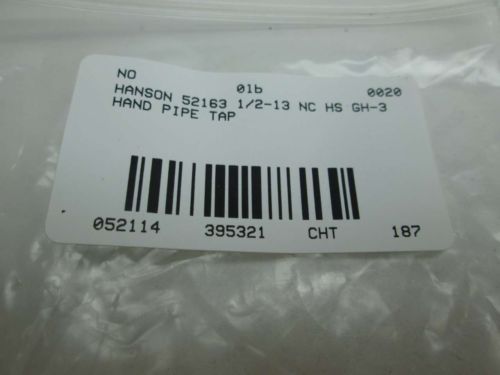 NO 01b 0020
HANSON 52163 1/2-13 NC HS GH-3
HAND PIPE TAP
052114 395321 CHT 187